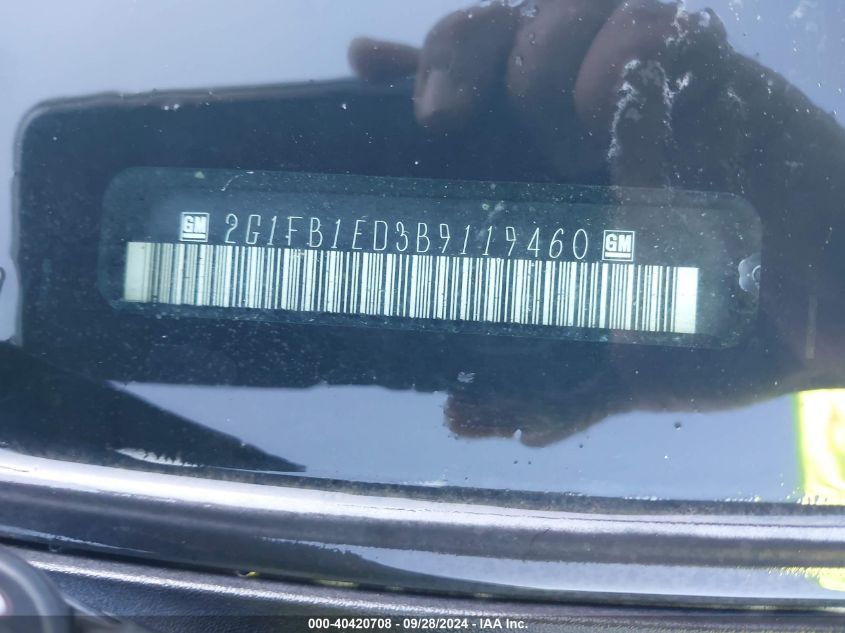 GM 2G1FB1ED3B9119460 GM
000-40420708 - 09/28/2024 - IAA Inc.